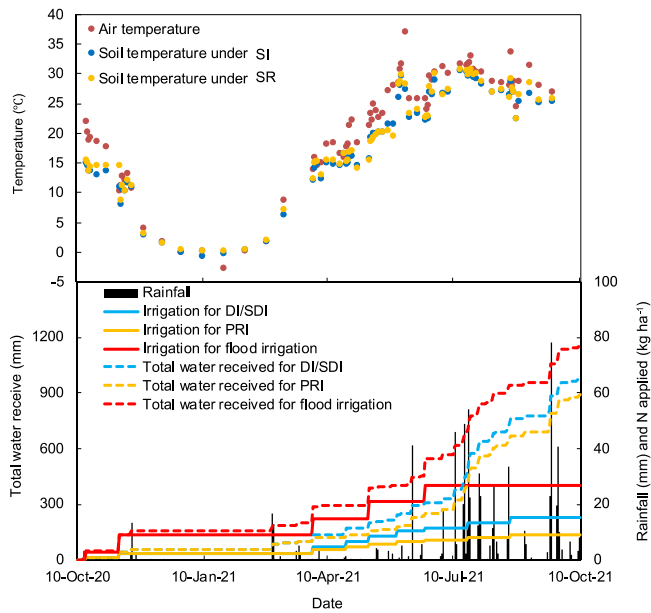 40
35
30
25
20
15
10
5
0
−5
Temperature (°C)
Air temperature
Soil temperature under SI
Soil temperature under SR
1200
900
600
300
0
Total water receive (mm)
Rainfall
Irrigation for DI/SDI
Irrigation for PRI
Irrigation for flood irrigation
Total water received for DI/SDI
Total water received for PRI
Total water received for flood irrigation
100
80
60
40
20
0
Rainfall (mm) and N applied (kg ha⁻¹)
10-Oct-20 10-Jan-21 10-Apr-21 10-Jul-21 10-Oct-21
Date